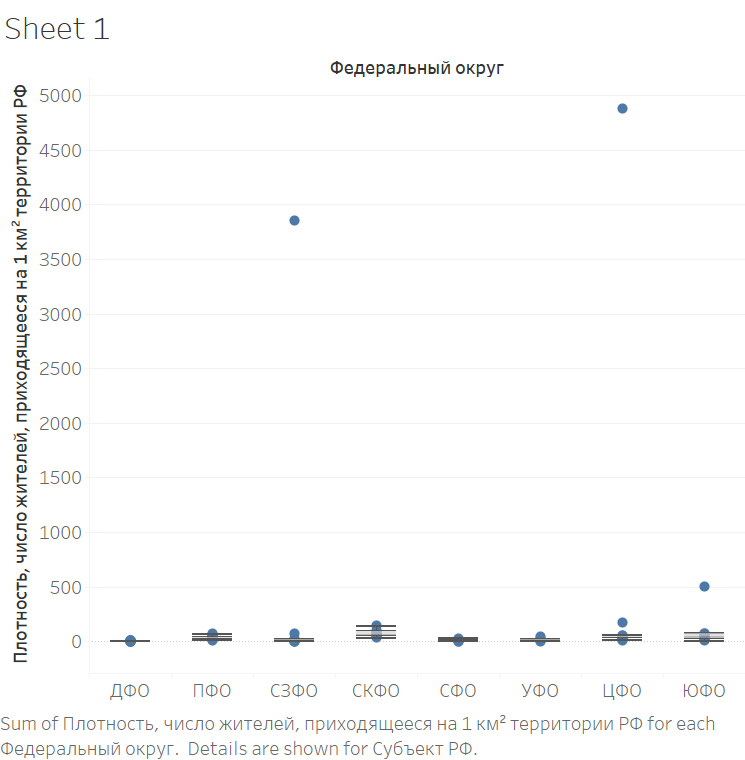 Sheet 1
Федеральный округ
Плотность, число жителей, приходящееся на 1 км² территории РФ
5000
4500
4000
3500
3000
2500
2000
1500
1000
500
0
ДФО ПФО СЗФО СКФО СФО УФО ЦФО ЮФО
Sum of Плотность, число жителей, приходящееся на 1 км² территории РФ for each
Федеральный округ. Details are shown for Субъект РФ.